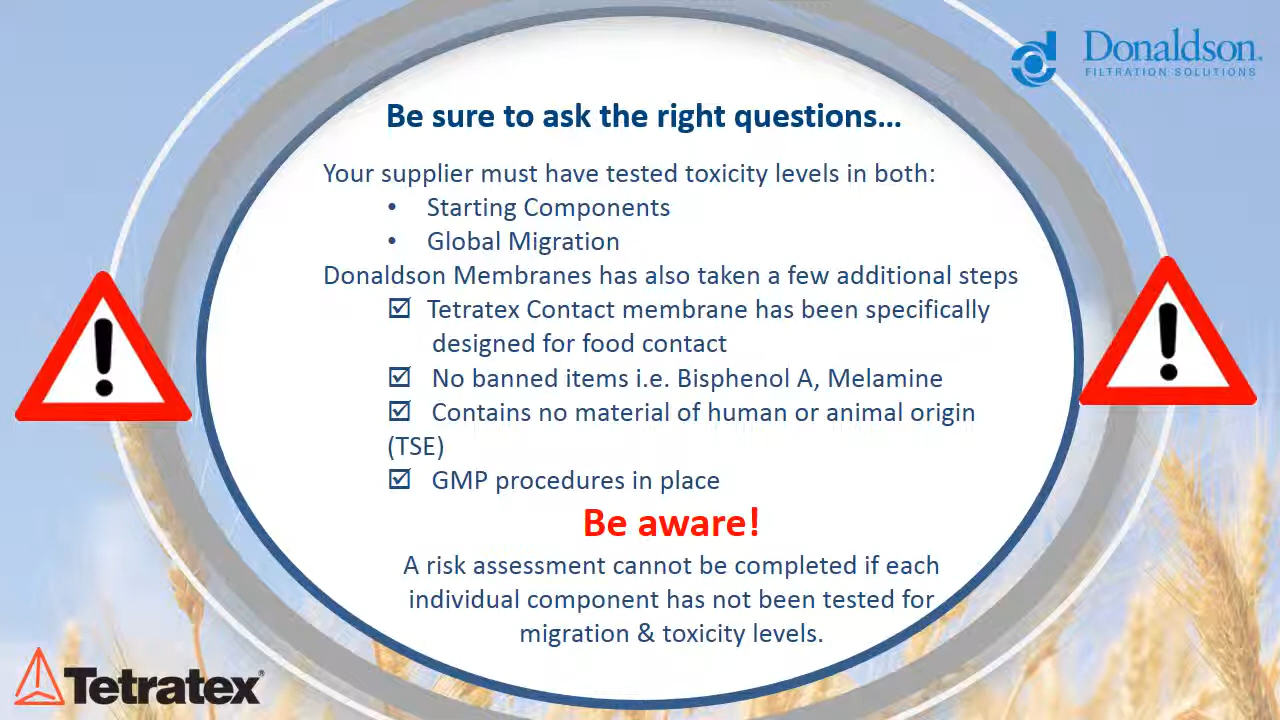 Donaldson.
FILTRATION SOLUTIONS
Be sure to ask the right questions...
Your supplier must have tested toxicity levels in both:
• Starting Components
• Global Migration
Donaldson Membranes has also taken a few additional steps
☑ Tetratex Contact membrane has been specifically
designed for food contact
☑ No banned items i.e. Bisphenol A, Melamine
☑ Contains no material of human or animal origin
(TSE)
☑ GMP procedures in place
Be aware!
A risk assessment cannot be completed if each
individual component has not been tested for
migration & toxicity levels.
! !
Tetratex®